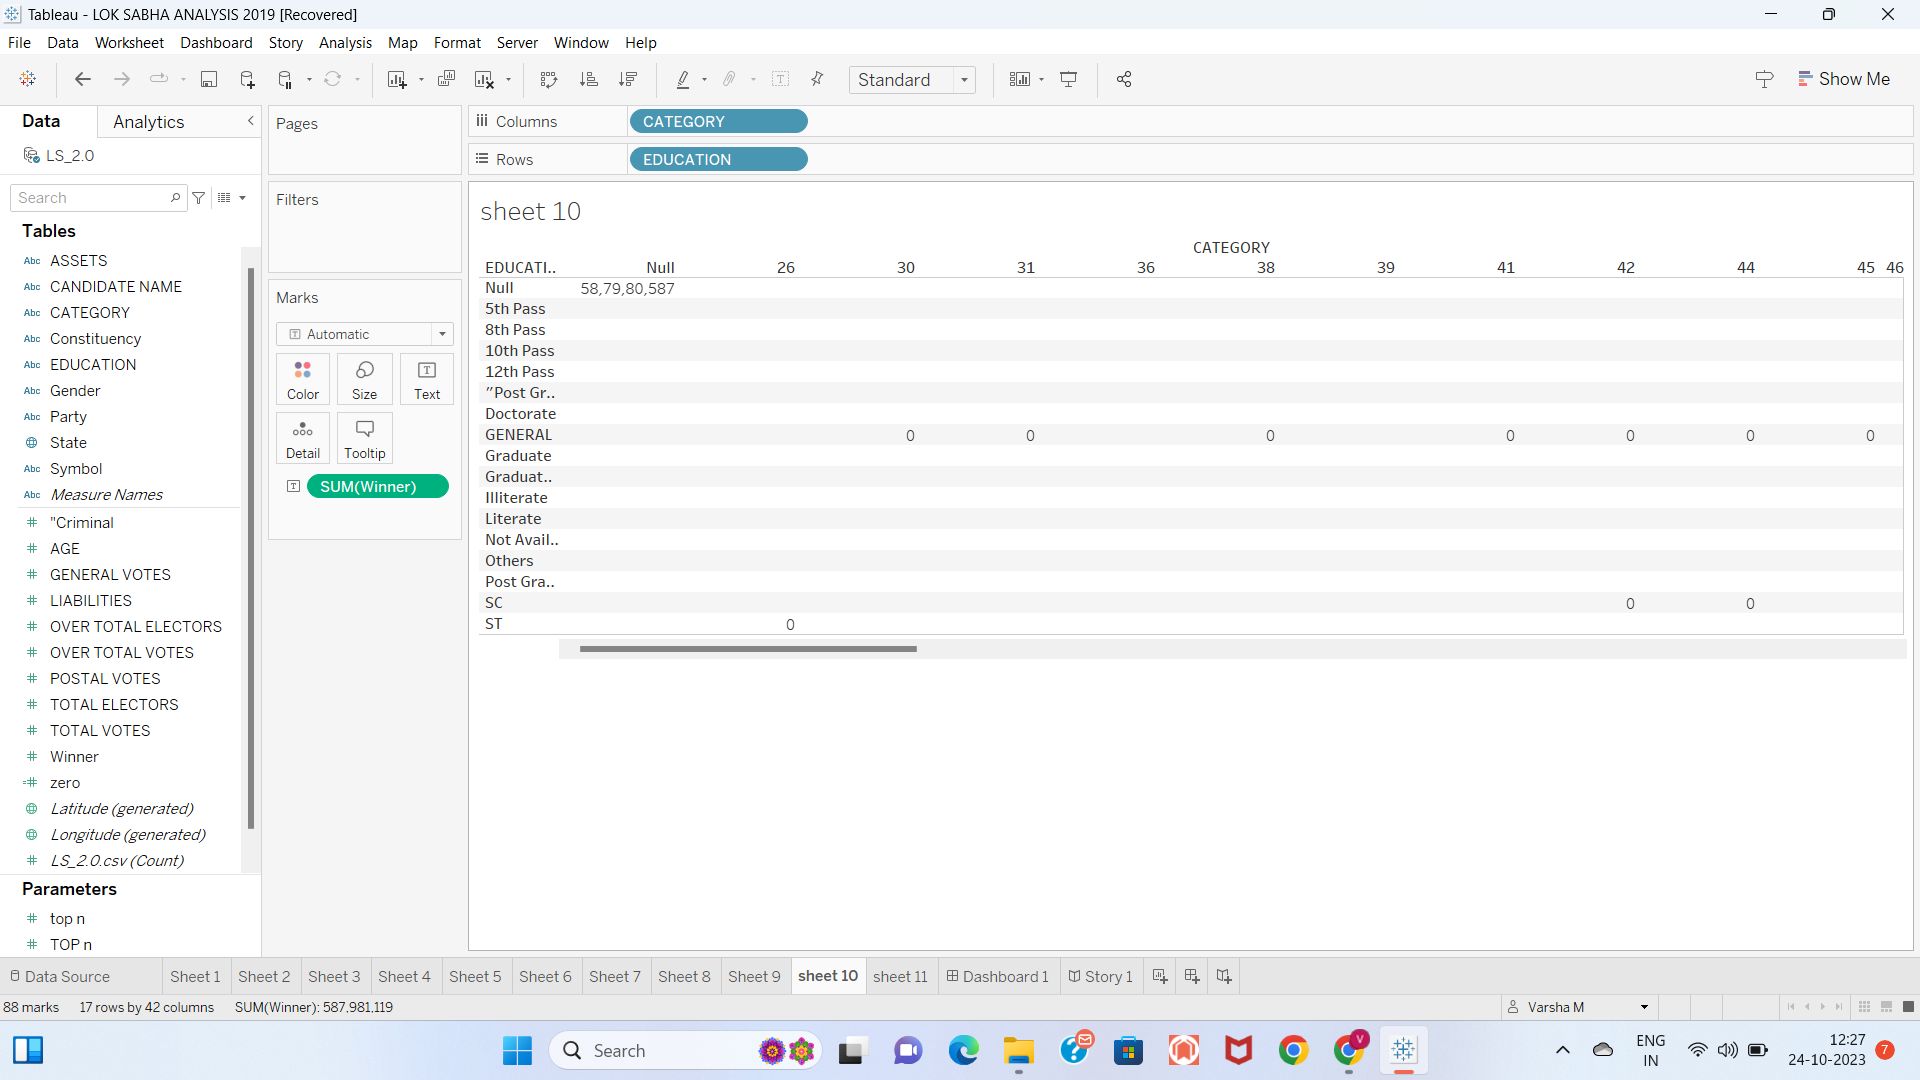 Tableau - LOK SABHA ANALYSIS 2019 [Recovered]
File Data Worksheet Dashboard Story Analysis Map Format Server Window Help
Standard
Show Me
Data Analytics
LS_2.0
Search
Tables
Abc ASSETS
Abc CANDIDATE NAME
Abc CATEGORY
Abc Constituency
Abc EDUCATION
Abc Gender
Abc Party
State
Abc Symbol
Abc Measure Names
# "Criminal
# AGE
# GENERAL VOTES
# LIABILITIES
# OVER TOTAL ELECTORS
# OVER TOTAL VOTES
# POSTAL VOTES
# TOTAL ELECTORS
# TOTAL VOTES
# Winner
=# zero
Latitude (generated)
Longitude (generated)
# LS_2.0.csv (Count)
Parameters
# top n
# TOP n
Pages
Filters
Marks
T Automatic
Color Size T Text
Detail Tooltip
T SUM(Winner)
Columns CATEGORY
Rows EDUCATION
sheet 10
CATEGORY
EDUCATI.. Null 26 30 31 36 38 39 41 42 44 45 46
Null 58,79,80,587
5th Pass
8th Pass
10th Pass
12th Pass
"Post Gr..
Doctorate
GENERAL 0 0 0 0 0 0 0
Graduate
Graduat..
Illiterate
Literate
Not Avail..
Others
Post Gra..
SC 0 0
ST 0
Data Source Sheet 1 Sheet 2 Sheet 3 Sheet 4 Sheet 5 Sheet 6 Sheet 7 Sheet 8 Sheet 9 sheet 10 sheet 11 Dashboard 1 Story 1
88 marks 17 rows by 42 columns SUM(Winner): 587,981,119
Varsha M
Search
V
ENG
IN
12:27
24-10-2023
7